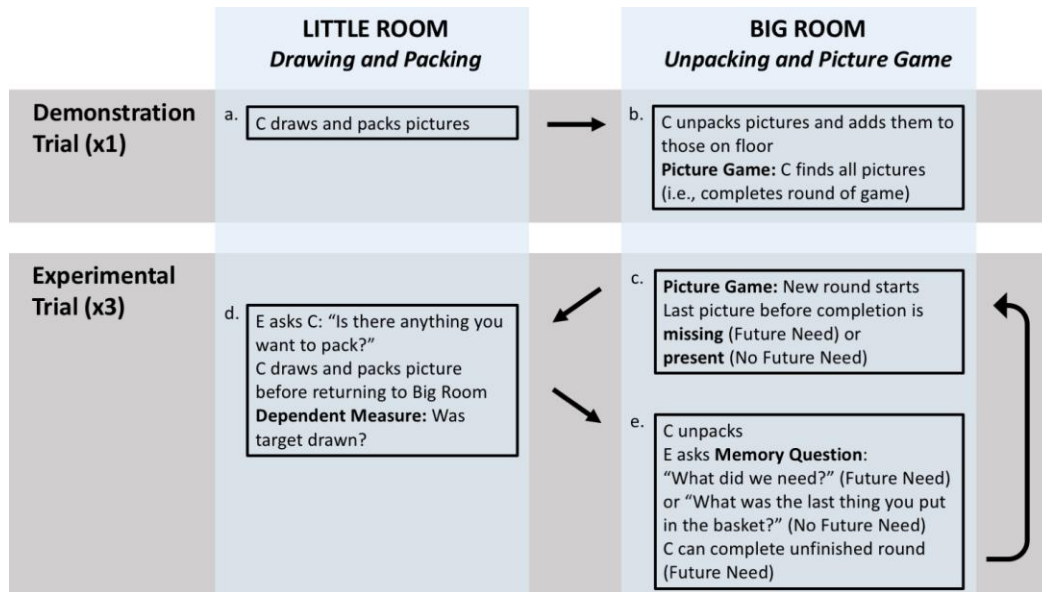 LITTLE ROOM
Drawing and Packing
BIG ROOM
Unpacking and Picture Game
Demonstration
Trial (x1)
a.
C draws and packs pictures
b.
C unpacks pictures and adds them to
those on floor
Picture Game: C finds all pictures
(i.e., completes round of game)
Experimental
Trial (x3)
c.
Picture Game: New round starts
Last picture before completion is
missing (Future Need) or
present (No Future Need)
d.
E asks C: “Is there anything you
want to pack?”
C draws and packs picture
before returning to Big Room
Dependent Measure: Was
target drawn?
e.
C unpacks
E asks Memory Question:
“What did we need?” (Future Need)
or “What was the last thing you put
in the basket?” (No Future Need)
C can complete unfinished round
(Future Need)